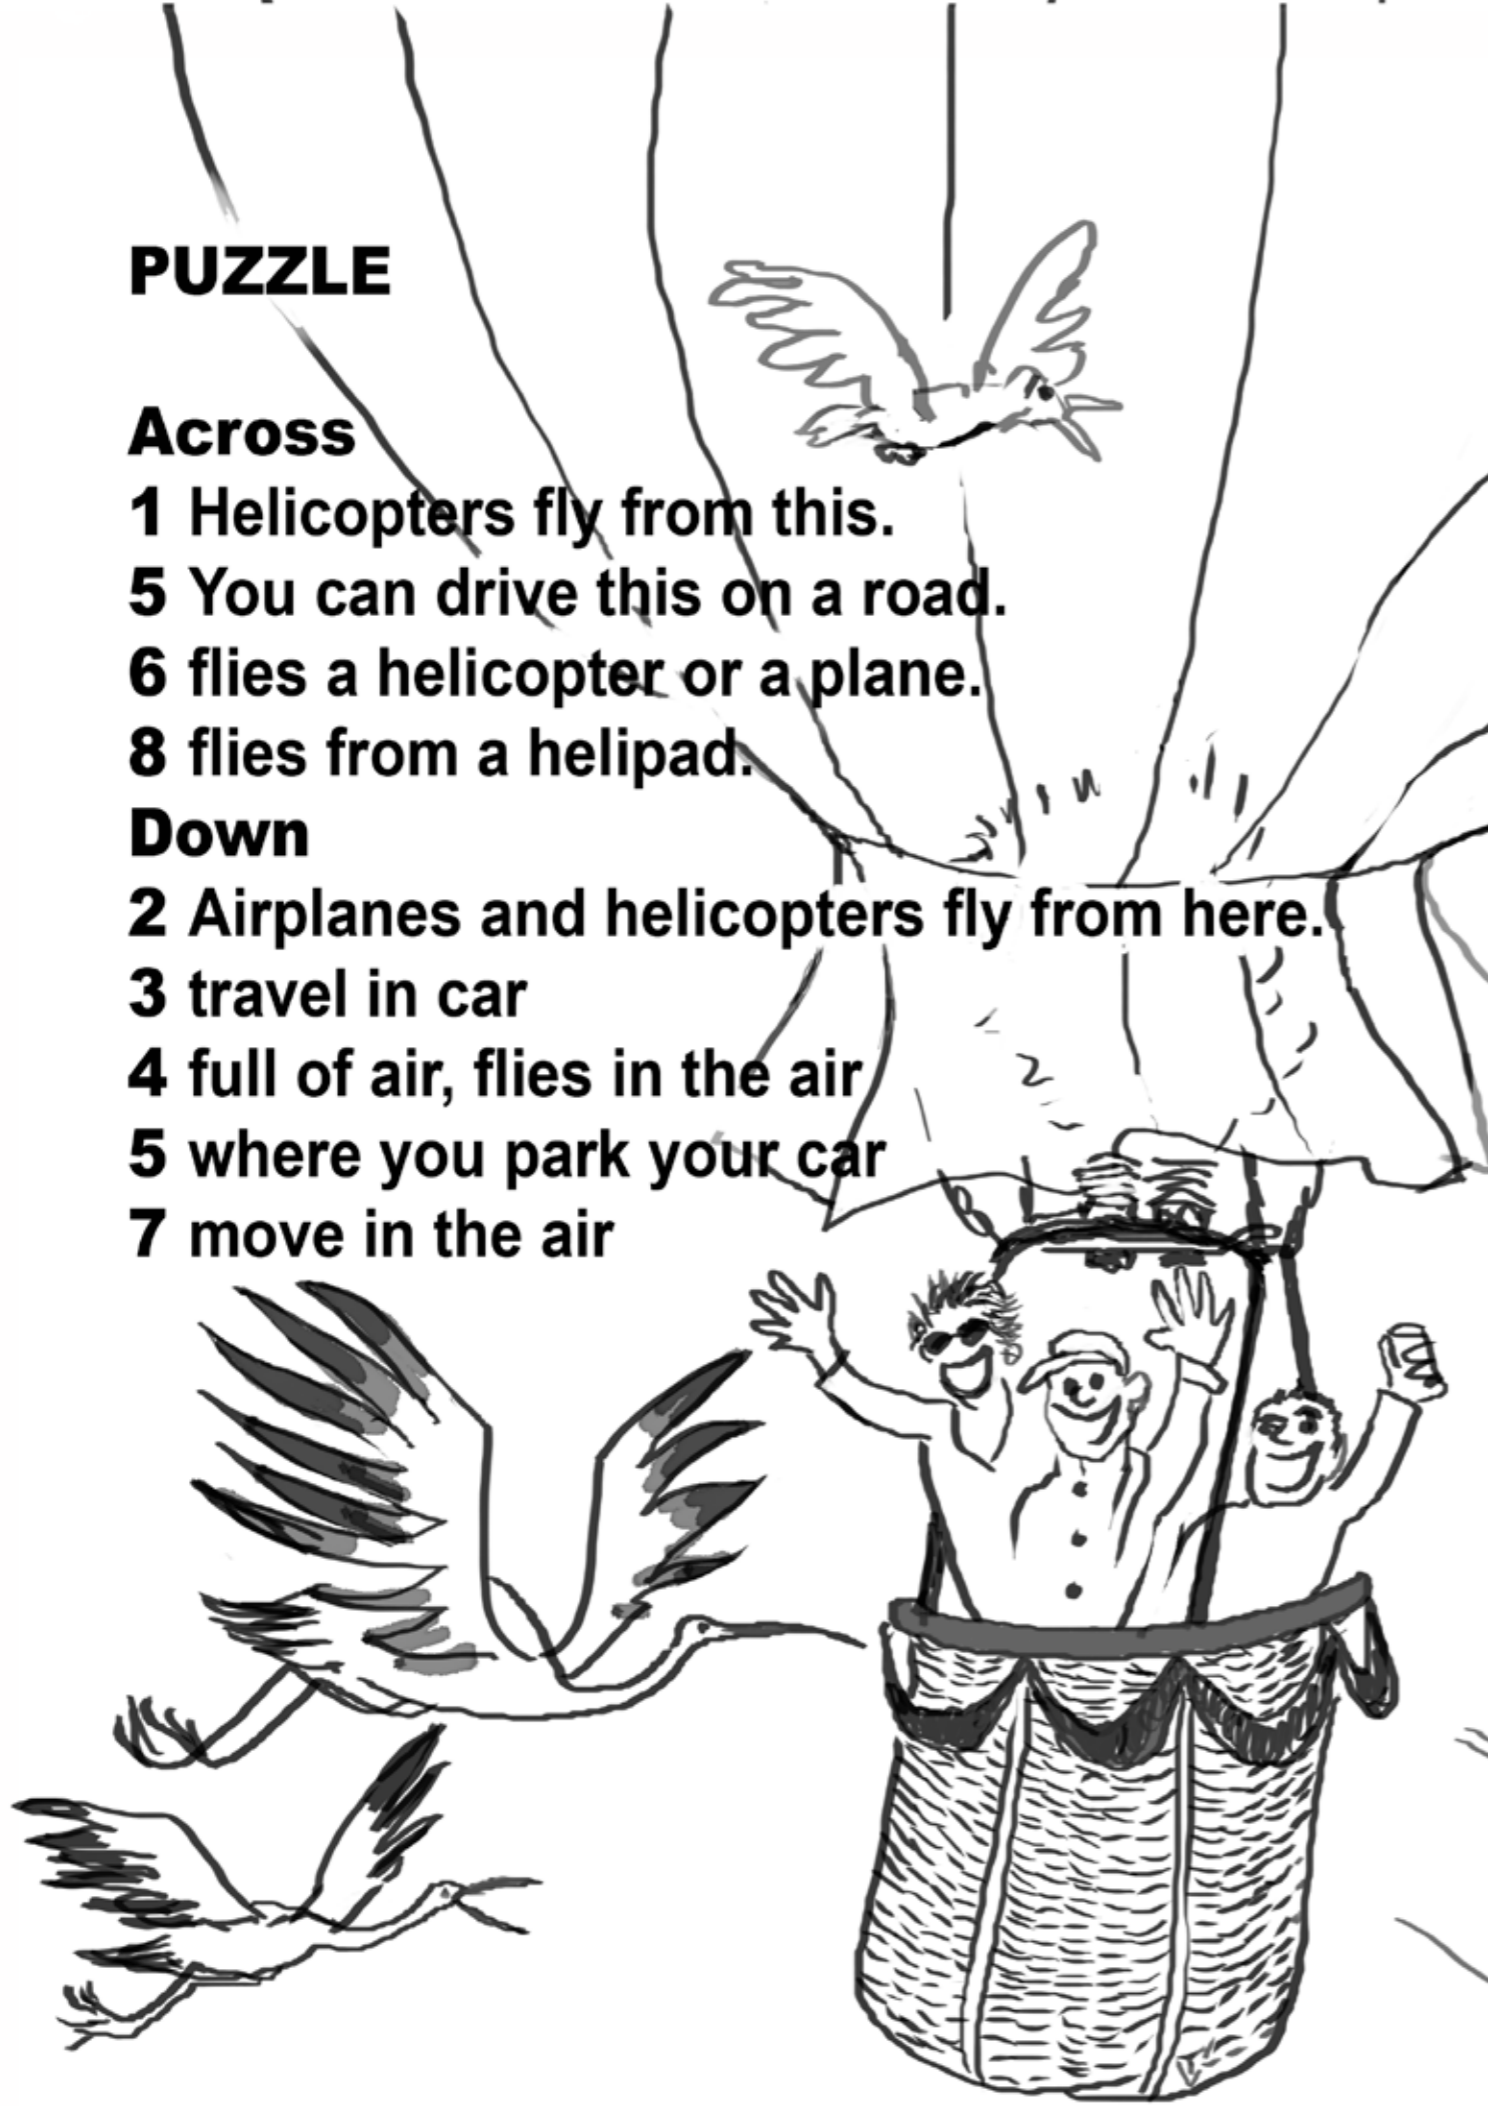 PUZZLE
Across
1 Helicopters fly from this.
5 You can drive this on a road.
6 flies a helicopter or a plane.
8 flies from a helipad.
Down
2 Airplanes and helicopters fly from here.
3 travel in car
4 full of air, flies in the air
5 where you park your car
7 move in the air